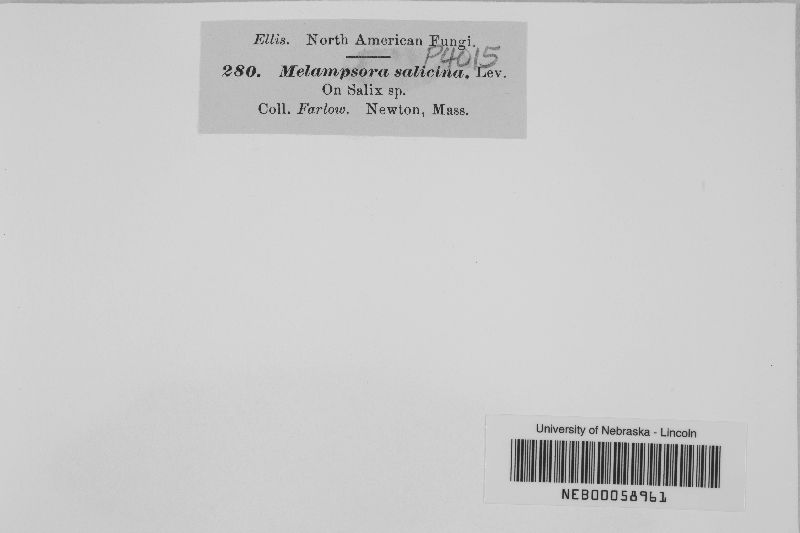 Ellis. North American Fungi.
P4015
280. Melampsora salicina. Lev.
On Salix sp.
Coll. Farlow. Newton, Mass.
University of Nebraska - Lincoln
NEB00058961